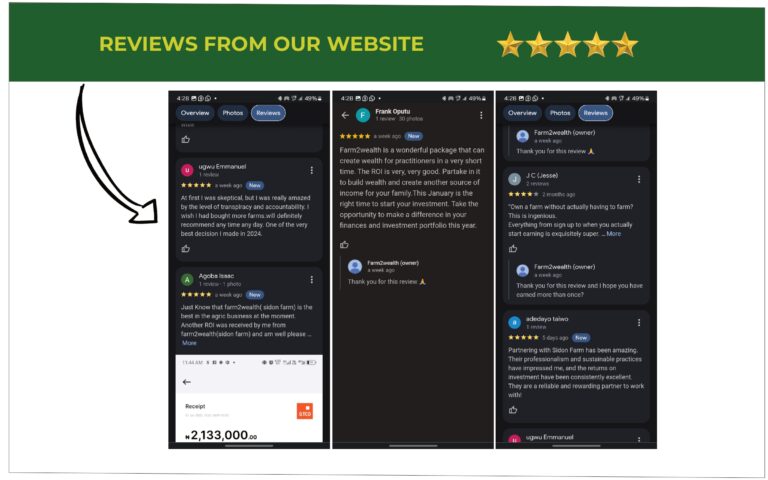 REVIEWS FROM OUR WEBSITE
4:28
49%
Overview
Photos
Reviews
ugwu Emmanuel
1 review
a week ago
New
At first I was skeptical, but I was really amazed
by the level of transparency and accountability. I
wish I had bought more farms.will definitely
recommend any time any day. One of the very
best decision I made in 2024.
Agoba Isaac
1 review · 1 photo
a week ago
New
Just Know that farm2wealth( sidon farm) is the
best in the agric business at the moment.
Another ROI was received by me from
farm2wealth(sidon farm) and am well please ...
More
11:44 AM
Receipt
GTCO
₦2,133,000.00
4:28
49%
F
Frank Oputu
1 review · 30 photos
a week ago
New
Farm2wealth is a wonderful package that can
create wealth for practitioners in a very short
time. The ROI is very, very good. Partake in it
to build wealth and create another source of
income for your family.This January is the
right time to start your investment. Take the
opportunity to make a difference in your
finances and investment portfolio this year.
Farm2wealth (owner)
a week ago
Thank you for this review 🙏
4:28
49%
Overview
Photos
Reviews
Farm2wealth (owner)
a week ago
Thank you for this review 🙏
J
J C (Jesse)
2 reviews
2 months ago
"Own a farm without actually having to farm?
This is ingenious.
Everything from sign up to when you actually
start earning is exquisitely super. ... More
Farm2wealth (owner)
a week ago
Thank you for this review and I hope you have
earned more than once?
a
adedayo taiwo
1 review
5 days ago
New
Partnering with Sidon Farm has been amazing.
Their professionalism and sustainable practices
have impressed me, and the returns on
investment have been consistently excellent.
They are a reliable and rewarding partner to work
with!
ugwu Emmanuel